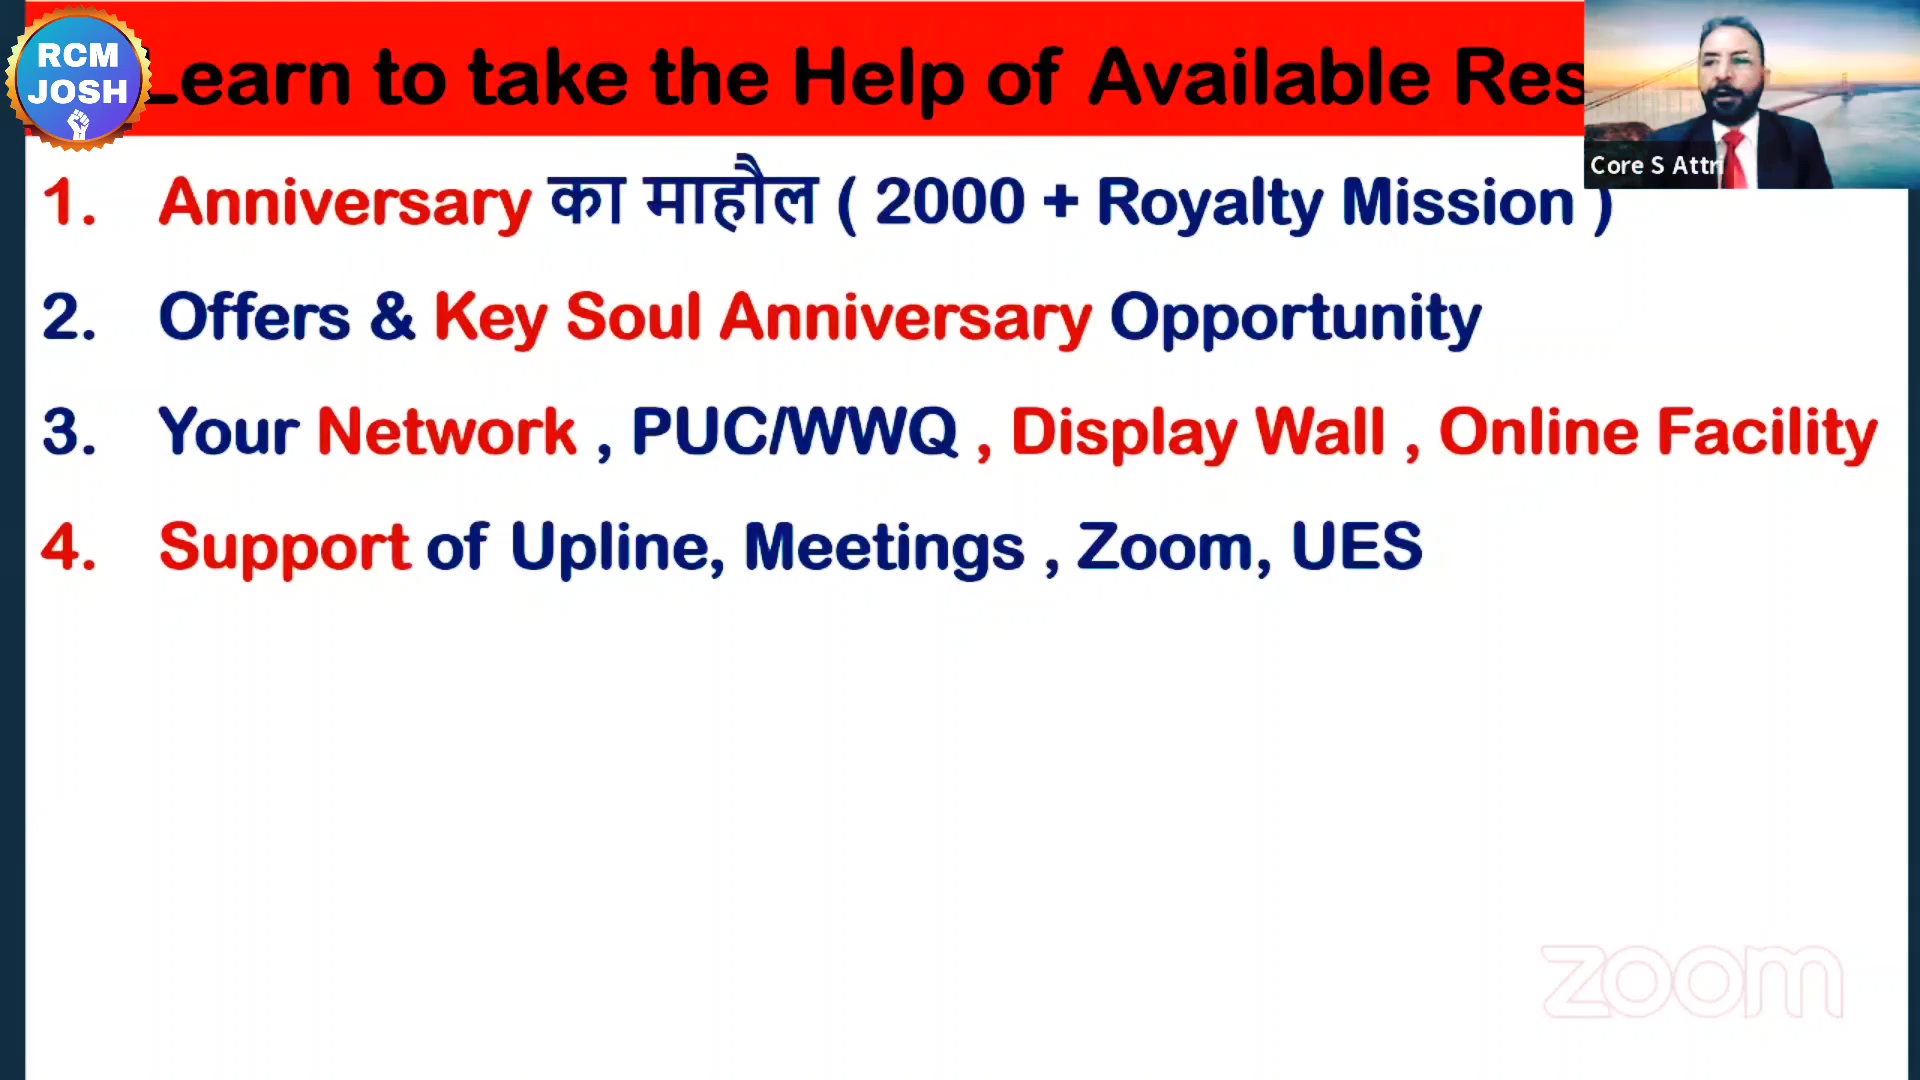 RCM
JOSH
Learn to take the Help of Available Res
Core S Attri
1. Anniversary का माहौल ( 2000 + Royalty Mission )
2. Offers & Key Soul Anniversary Opportunity
3. Your Network , PUC/WWQ , Display Wall , Online Facility
4. Support of Upline, Meetings , Zoom, UES
zoom